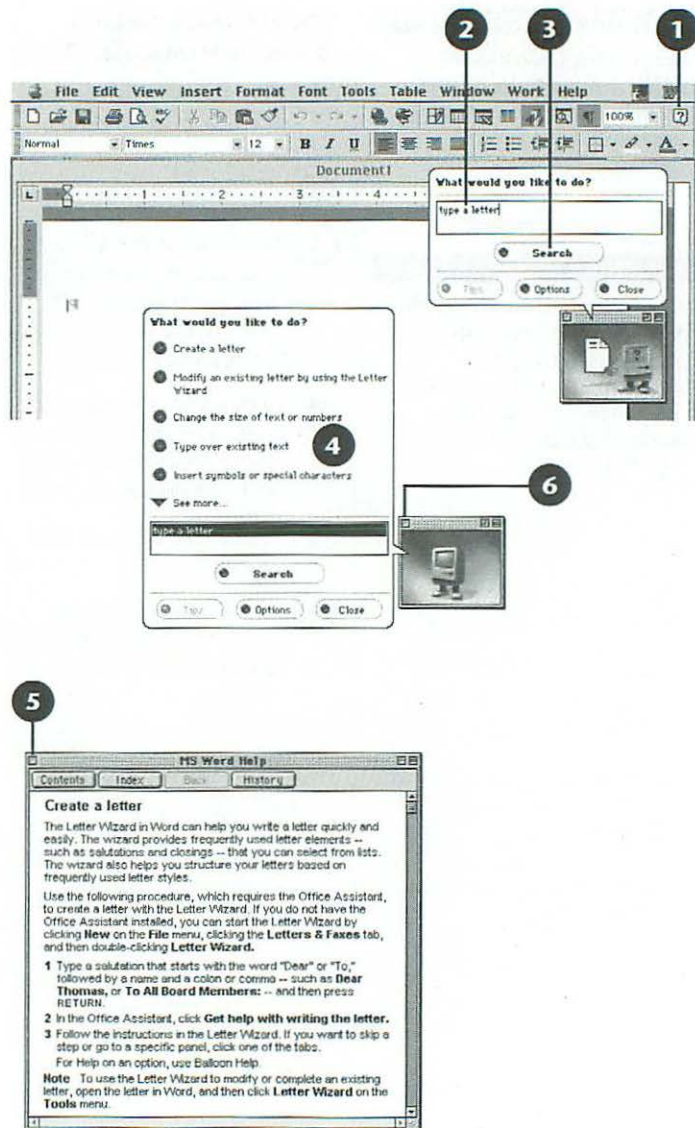 2 3 1
File Edit View Insert Format Font Tools Table Window Work Help
100%
Normal Times 12 B I U A
Document1
1 2 3 4
What would you like to do?
type a letter
Search
Tips Options Close
What would you like to do?
Create a letter
Modify an existing letter by using the Letter
Wizard
Change the size of text or numbers
Type over existing text
4
Insert symbols or special characters
See more...
6
type a letter
Search
Tips Options Close
5
MS Word Help
Contents Index Back History
Create a letter
The Letter Wizard in Word can help you write a letter quickly and
easily. The wizard provides frequently used letter elements --
such as salutations and closings -- that you can select from lists.
The wizard also helps you structure your letters based on
frequently used letter styles.
Use the following procedure, which requires the Office Assistant,
to create a letter with the Letter Wizard. If you do not have the
Office Assistant installed, you can start the Letter Wizard by
clicking New on the File menu, clicking the Letters & Faxes tab,
and then double-clicking Letter Wizard.
1 Type a salutation that starts with the word "Dear" or "To,"
followed by a name and a colon or comma -- such as Dear
Thomas, or To All Board Members: -- and then press
RETURN.
2 In the Office Assistant, click Get help with writing the letter.
3 Follow the instructions in the Letter Wizard. If you want to skip a
step or go to a specific panel, click one of the tabs.
For Help on an option, use Balloon Help.
Note To use the Letter Wizard to modify or complete an existing
letter, open the letter in Word, and then click Letter Wizard on the
Tools menu.